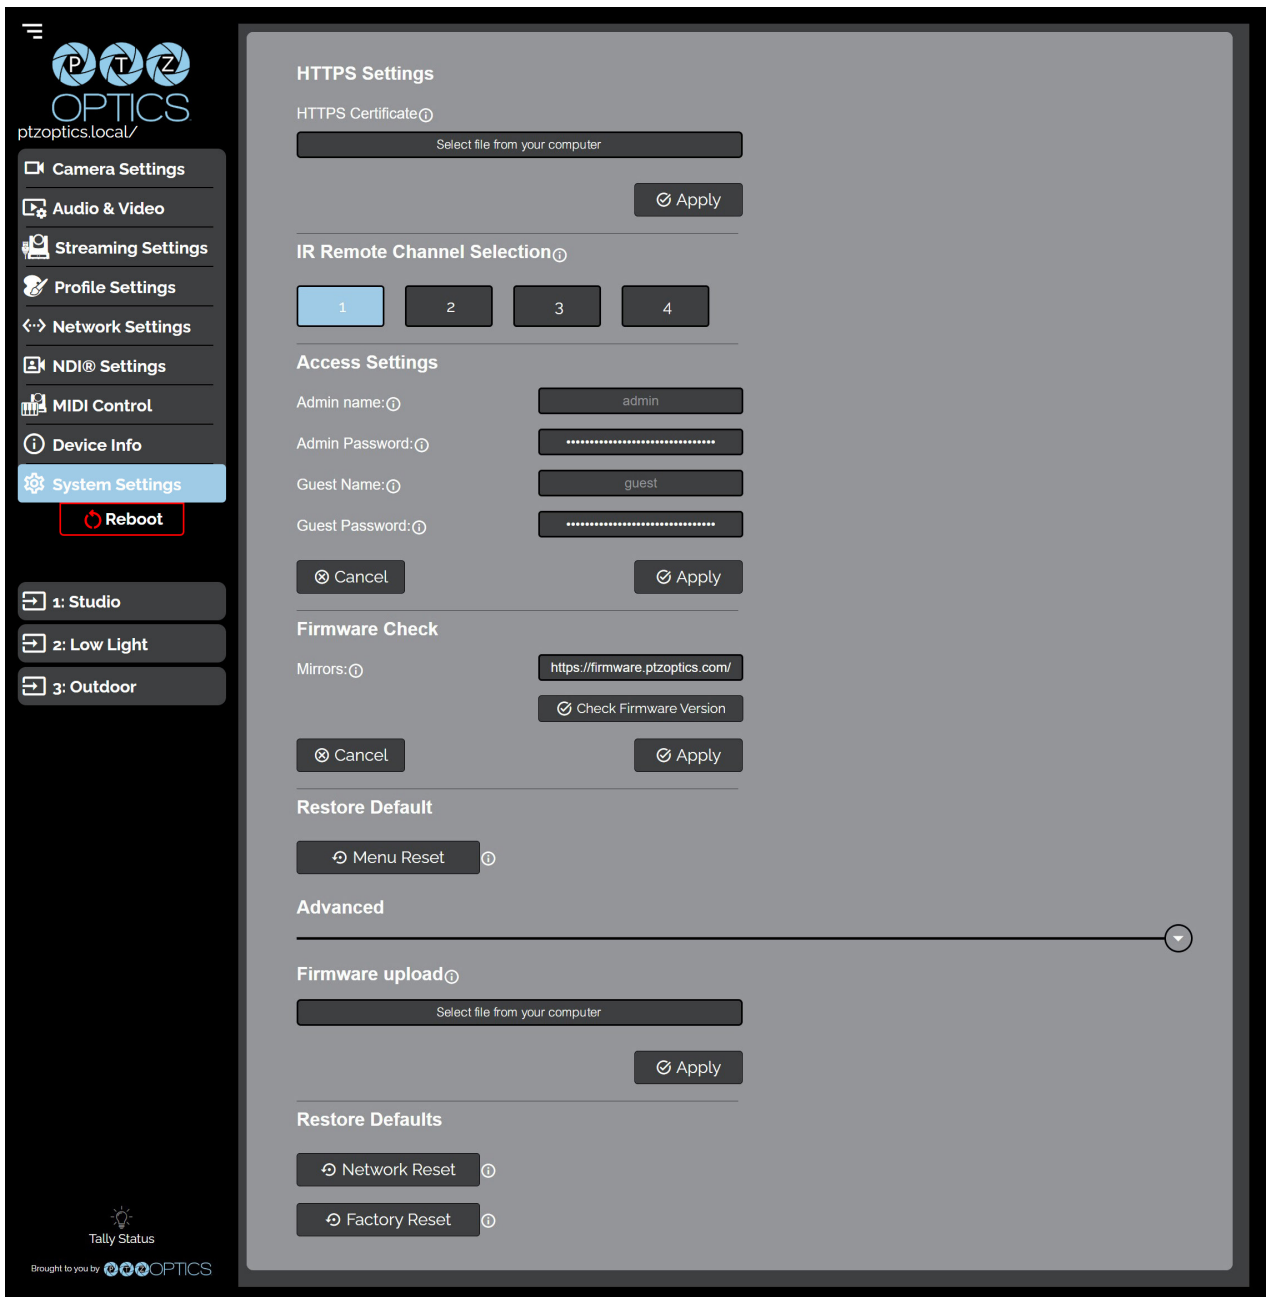 P T Z
OPTICS
ptzoptics.local/
Camera Settings
Audio & Video
Streaming Settings
Profile Settings
Network Settings
NDI® Settings
MIDI Control
Device Info
System Settings
Reboot
1: Studio
2: Low Light
3: Outdoor
Tally Status
Brought to you by PTZOPTICS
HTTPS Settings
HTTPS Certificate
Select file from your computer
Apply
IR Remote Channel Selection
1 2 3 4
Access Settings
Admin name: admin
Admin Password: ••••••••••••••••••••••••••••••••
Guest Name: guest
Guest Password: ••••••••••••••••••••••••••••••••
Cancel Apply
Firmware Check
Mirrors: https://firmware.ptzoptics.com/
Check Firmware Version
Cancel Apply
Restore Default
Menu Reset
Advanced
Firmware upload
Select file from your computer
Apply
Restore Defaults
Network Reset
Factory Reset